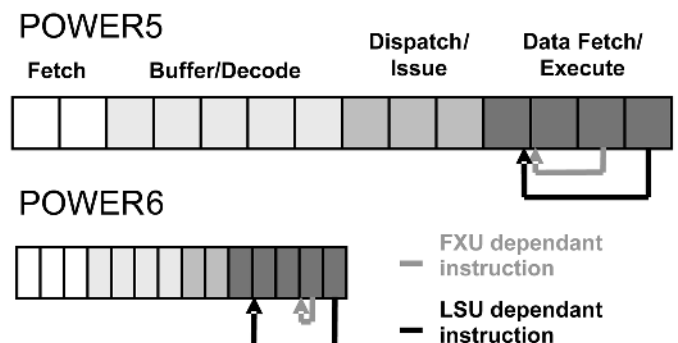 POWER5
Fetch
Buffer/Decode
Dispatch/
Issue
Data Fetch/
Execute
POWER6
FXU dependant
instruction
LSU dependant
instruction